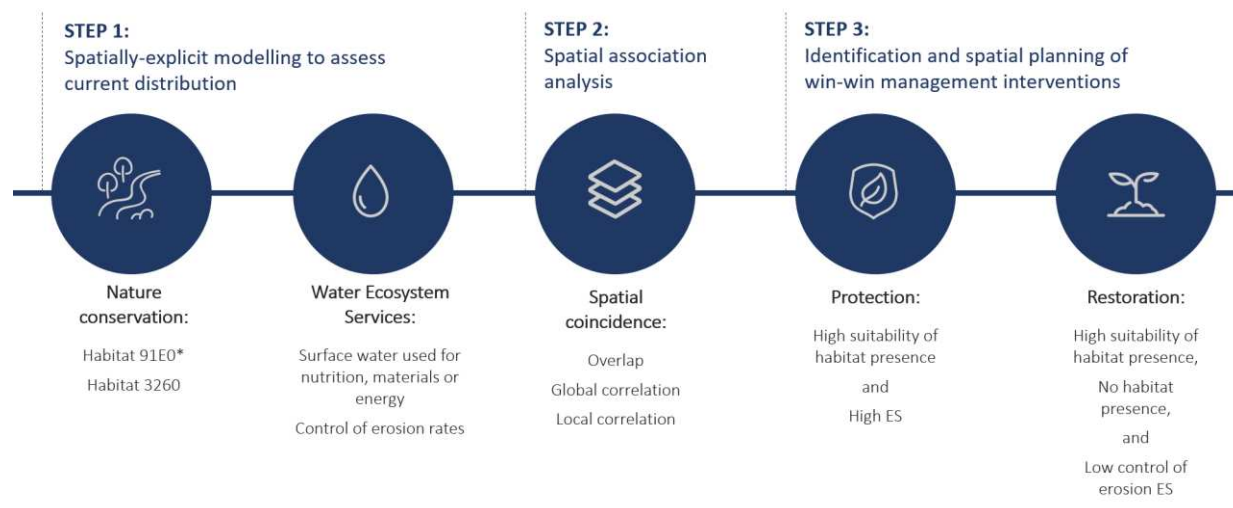 STEP 1:
Spatially-explicit modelling to assess
current distribution
STEP 2:
Spatial association
analysis
STEP 3:
Identification and spatial planning of
win-win management interventions
Nature
conservation:
Habitat 91E0*
Habitat 3260
Water Ecosystem
Services:
Surface water used for
nutrition, materials or
energy
Control of erosion rates
Spatial
coincidence:
Overlap
Global correlation
Local correlation
Protection:
High suitability of
habitat presence
and
High ES
Restoration:
High suitability of
habitat presence,
No habitat
presence,
and
Low control of
erosion ES